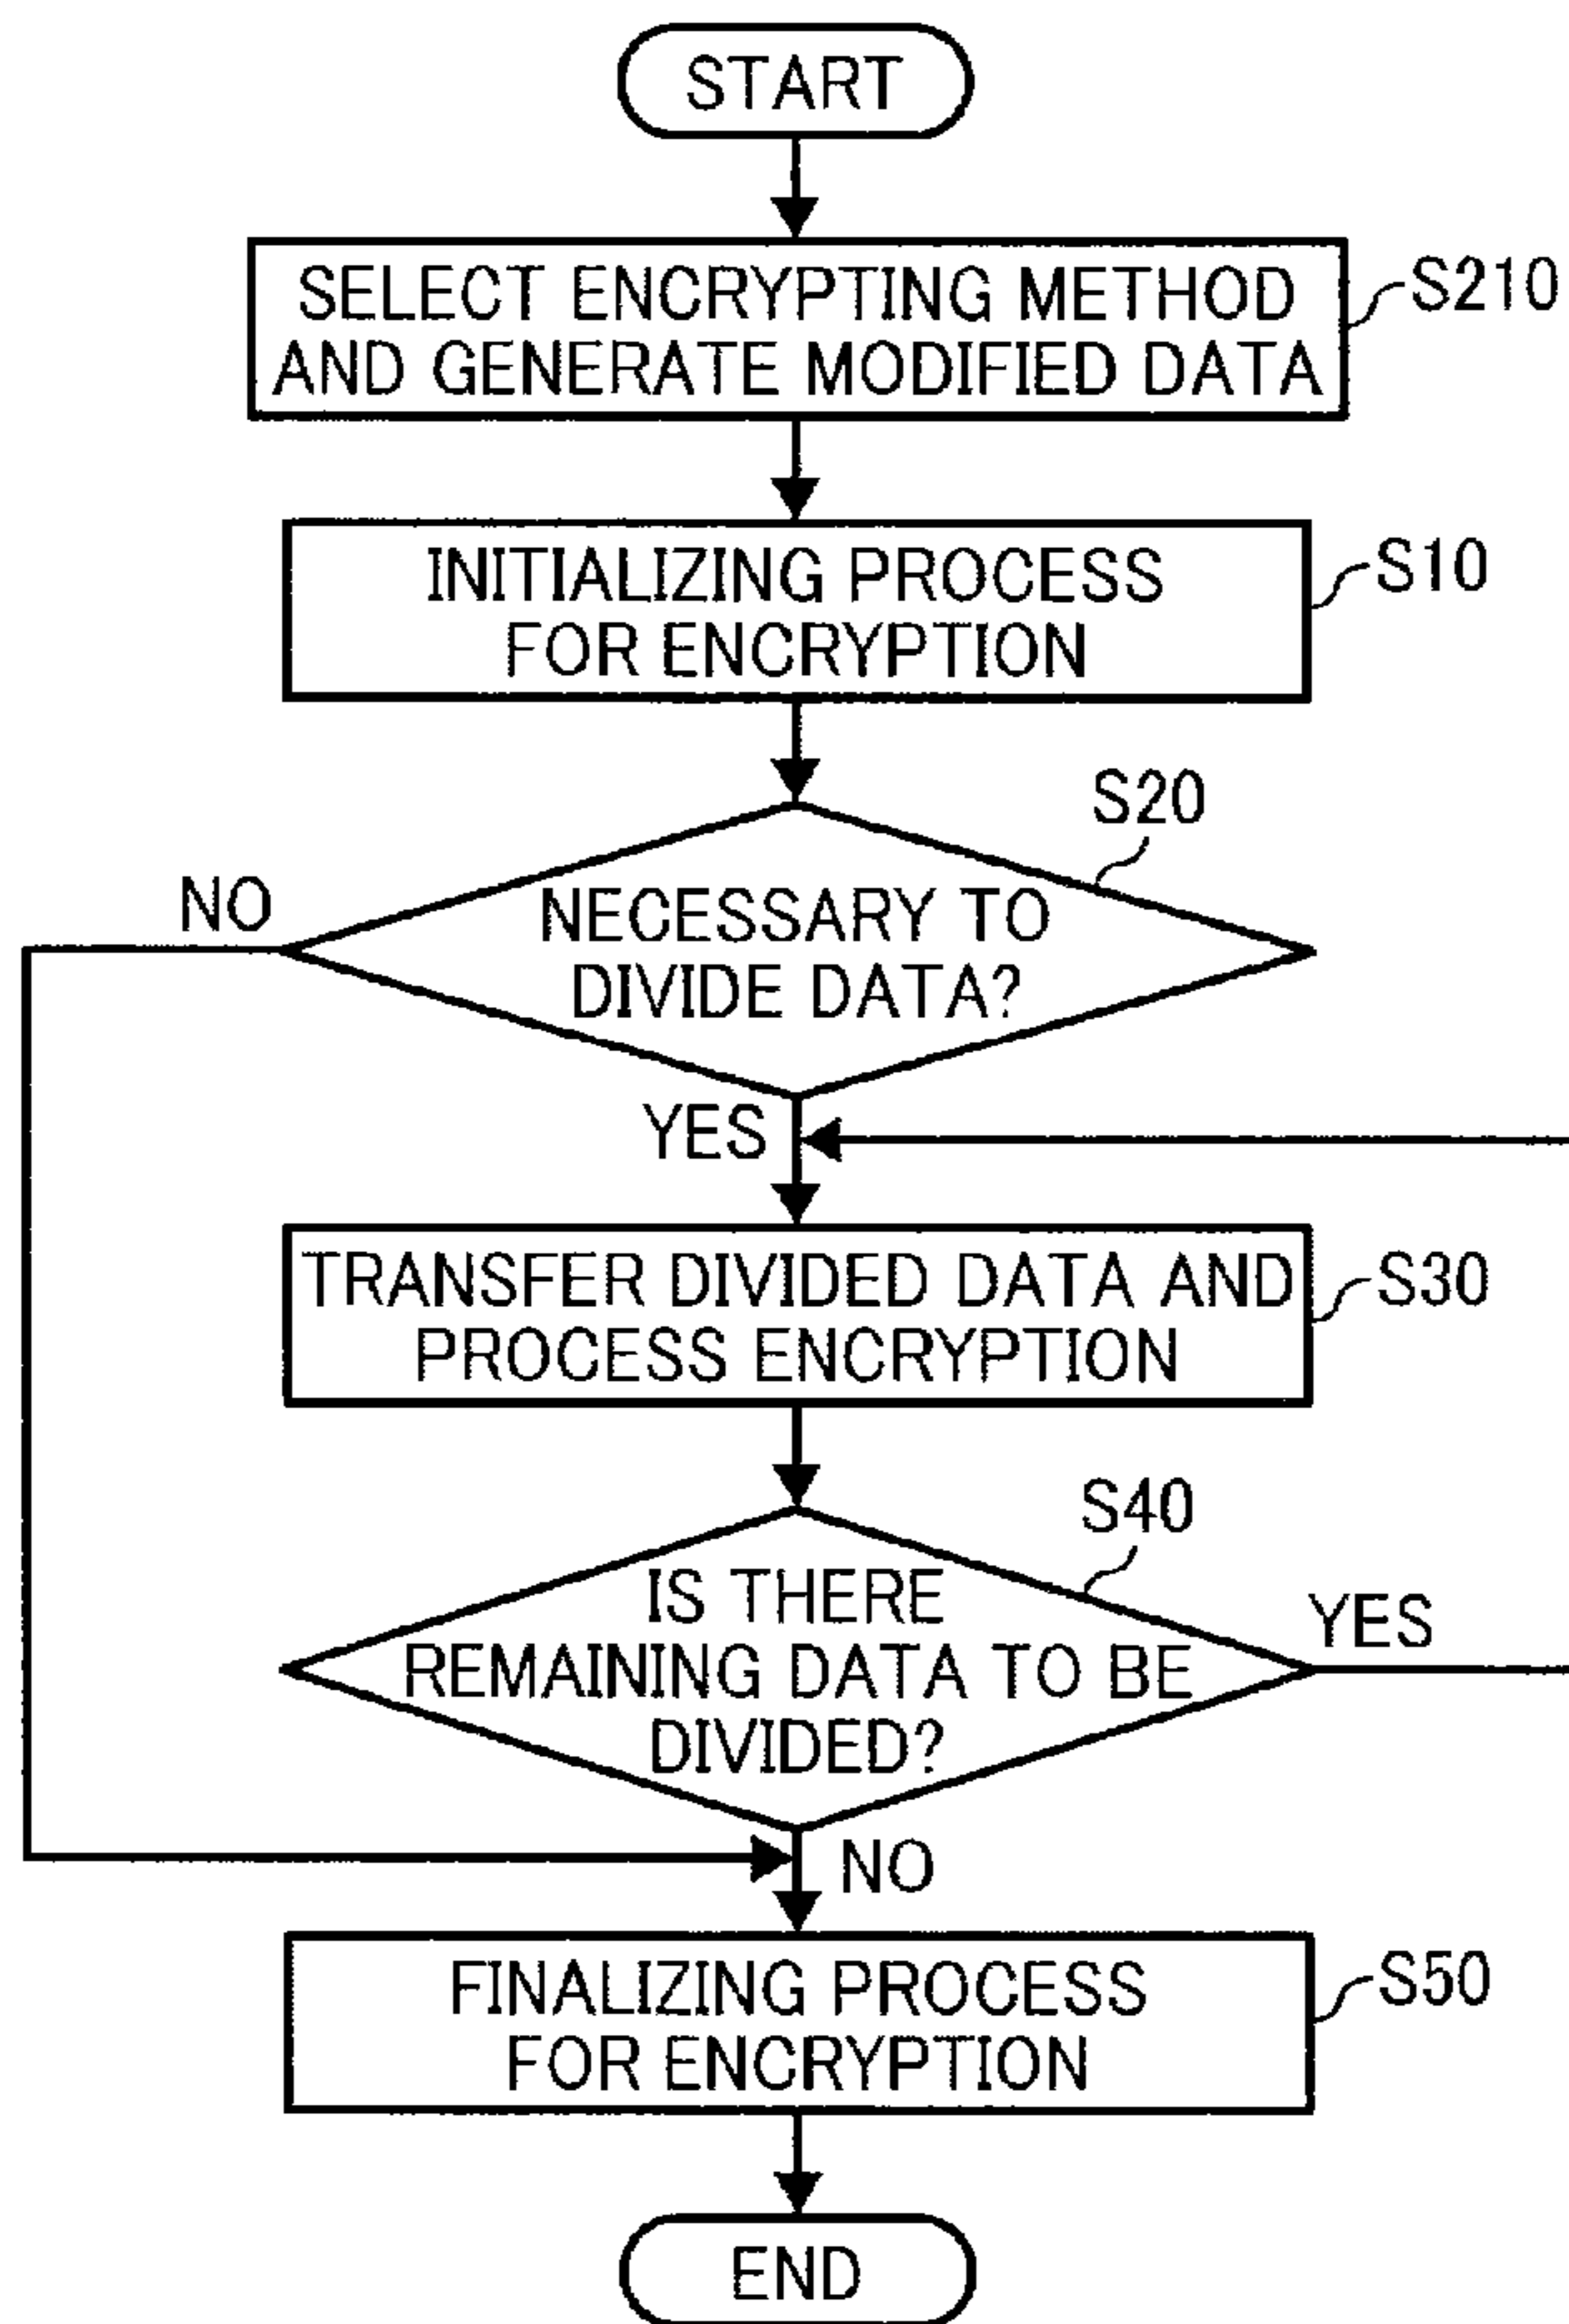 START
SELECT ENCRYPTING METHOD
AND GENERATE MODIFIED DATA
S210
INITIALIZING PROCESS
FOR ENCRYPTION
S10
S20
NO
NECESSARY TO
DIVIDE DATA?
YES
TRANSFER DIVIDED DATA AND
PROCESS ENCRYPTION
S30
S40
IS THERE
REMAINING DATA TO BE
DIVIDED?
YES
NO
FINALIZING PROCESS
FOR ENCRYPTION
S50
END